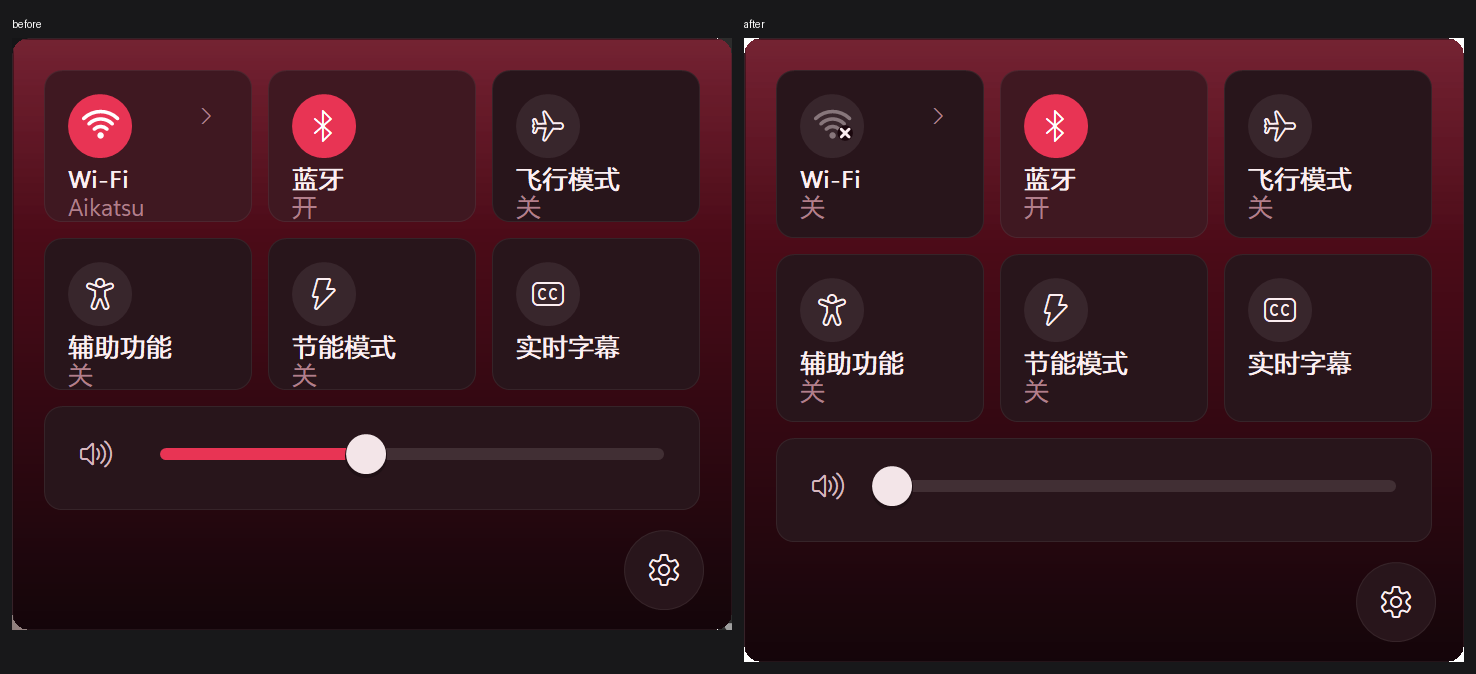 before
Wi-Fi
Aikatsu
蓝牙
开
飞行模式
关
辅助功能
关
节能模式
关
CC
实时字幕
after
Wi-Fi
关
蓝牙
开
飞行模式
关
辅助功能
关
节能模式
关
CC
实时字幕